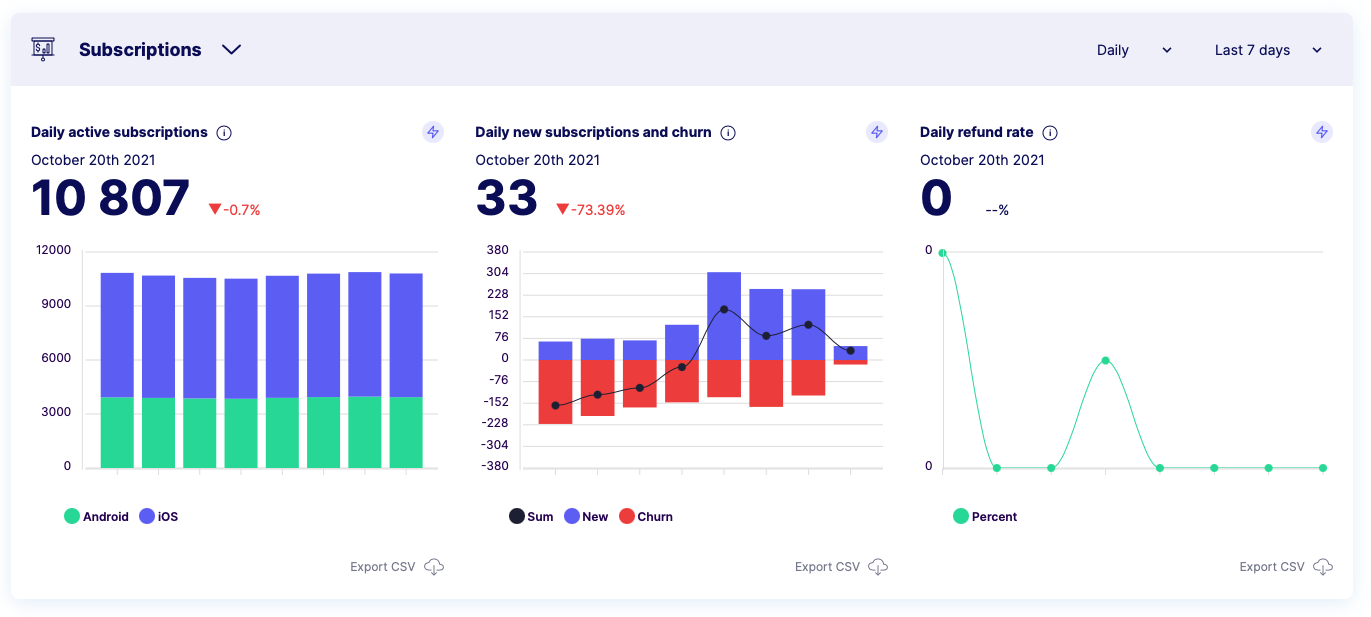 Subscriptions
Daily
Last 7 days
Daily active subscriptions
October 20th 2021
10 807
-0.7%
12000
9000
6000
3000
0
Android
iOS
Export CSV
Daily new subscriptions and churn
October 20th 2021
33
-73.39%
380
304
228
152
76
0
-76
-152
-228
-304
-380
Sum
New
Churn
Export CSV
Daily refund rate
October 20th 2021
0
--%
0
0
Percent
Export CSV